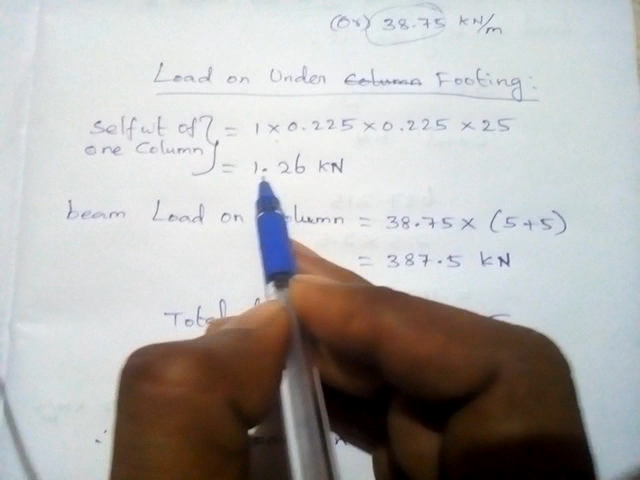 (Or) 38.75 KN/m
Load on Under Column Footing:
Selfwt of } = 1 × 0.225 × 0.225 × 25
one Column
= 1.26 KN
beam Load on Column = 38.75 × (5+5)
= 387.5 KN
Total